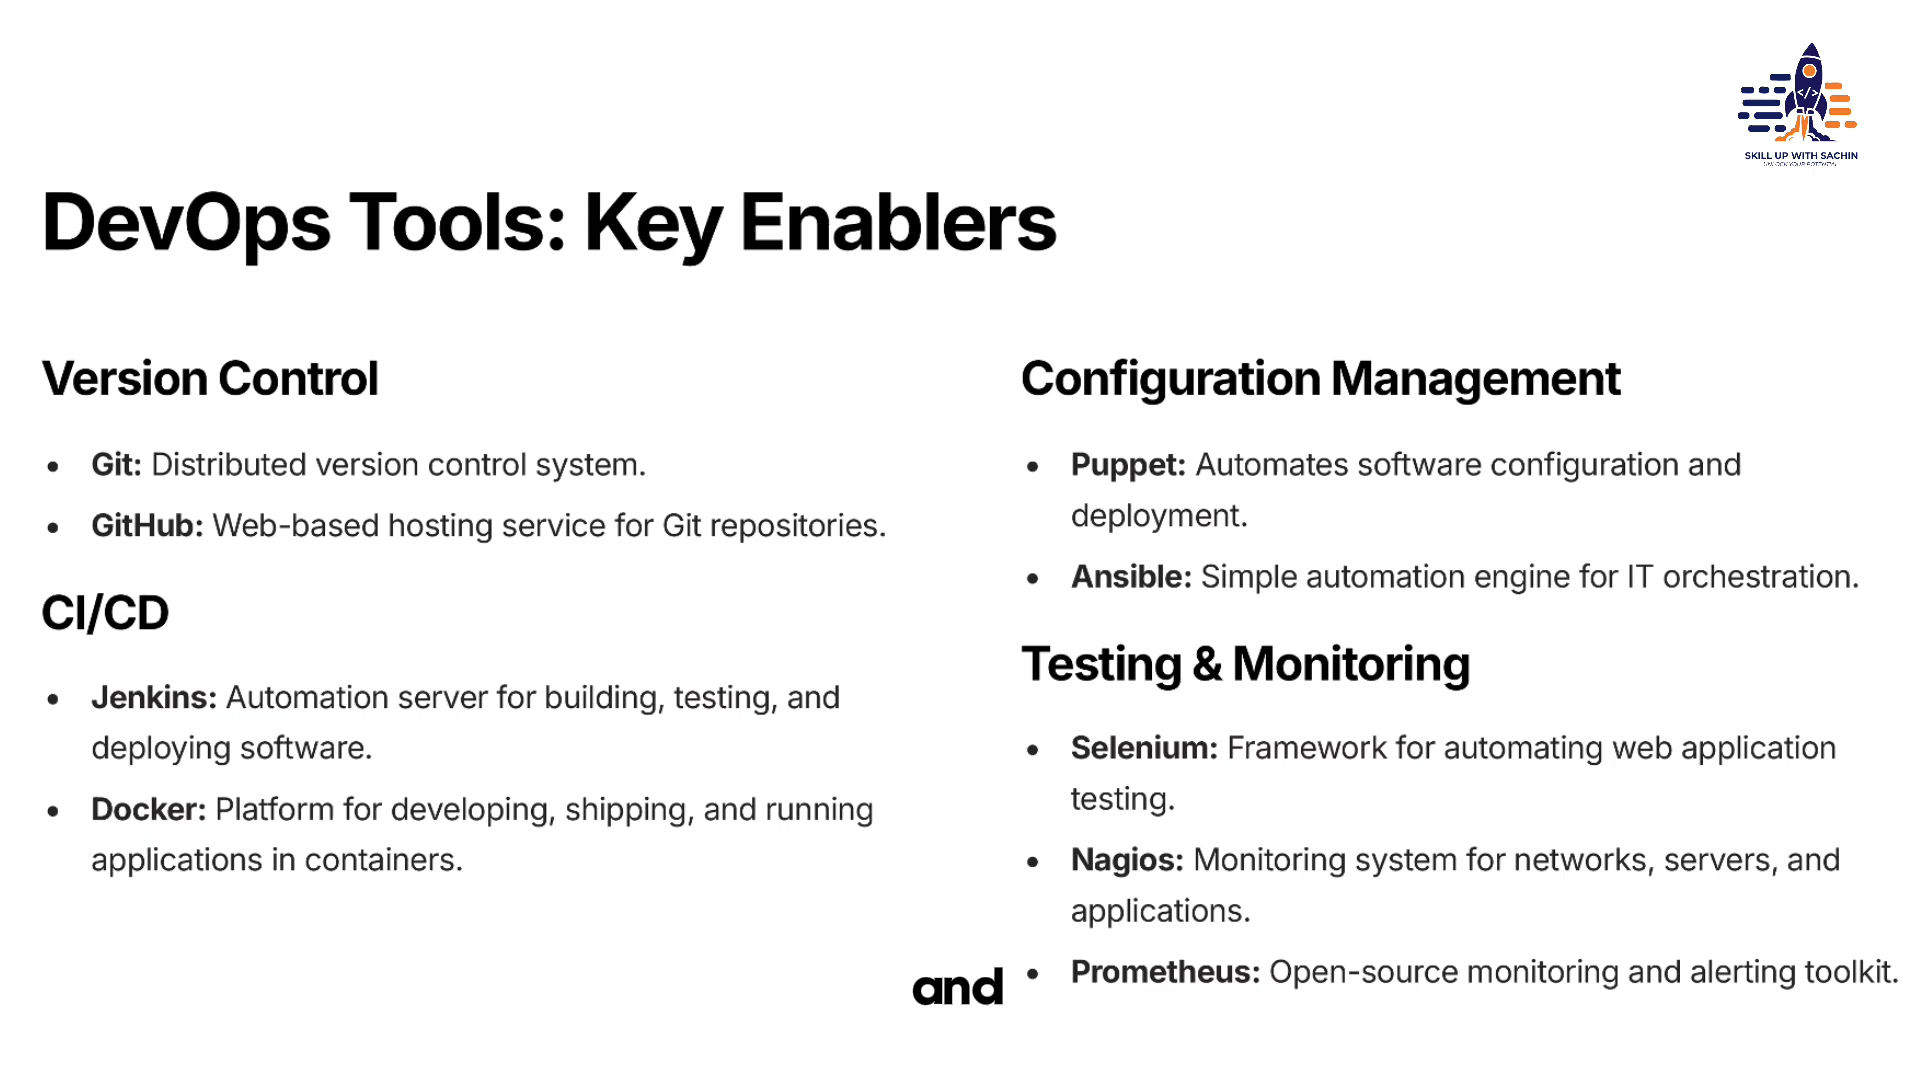 SKILL UP WITH SACHIN
UNLOCK YOUR POTENTIAL
DevOps Tools: Key Enablers
Version Control
• Git: Distributed version control system.
• GitHub: Web-based hosting service for Git repositories.
CI/CD
• Jenkins: Automation server for building, testing, and
deploying software.
• Docker: Platform for developing, shipping, and running
applications in containers.
Configuration Management
• Puppet: Automates software configuration and
deployment.
• Ansible: Simple automation engine for IT orchestration.
Testing & Monitoring
• Selenium: Framework for automating web application
testing.
• Nagios: Monitoring system for networks, servers, and
applications.
• Prometheus: Open-source monitoring and alerting toolkit.
and